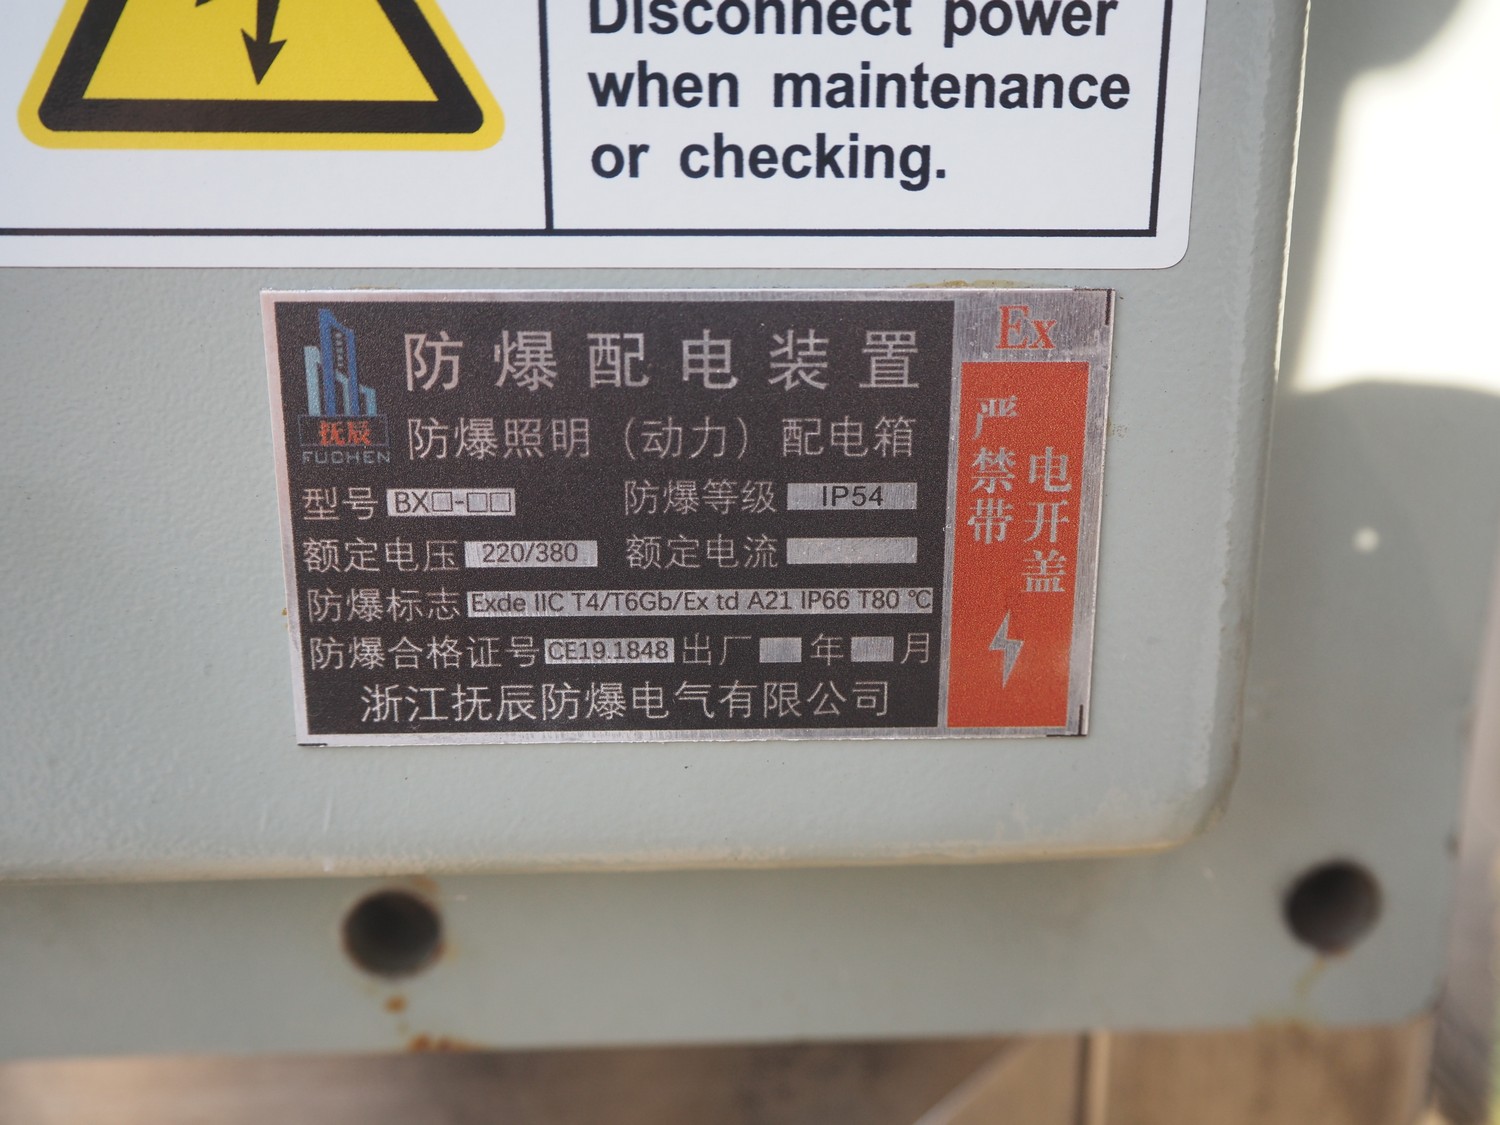 Disconnect power
when maintenance
or checking.
防爆配电装置
抚辰
FUCHEN
防爆照明（动力）配电箱
型号 BX□-□□ 防爆等级 IP54
额定电压 220/380 额定电流
防爆标志 Exde IIC T4/T6Gb/Ex td A21 IP66 T80 ℃
防爆合格证号 CE19.1848 出厂 年 月
浙江抚辰防爆电气有限公司
Ex
严禁带
电开盖